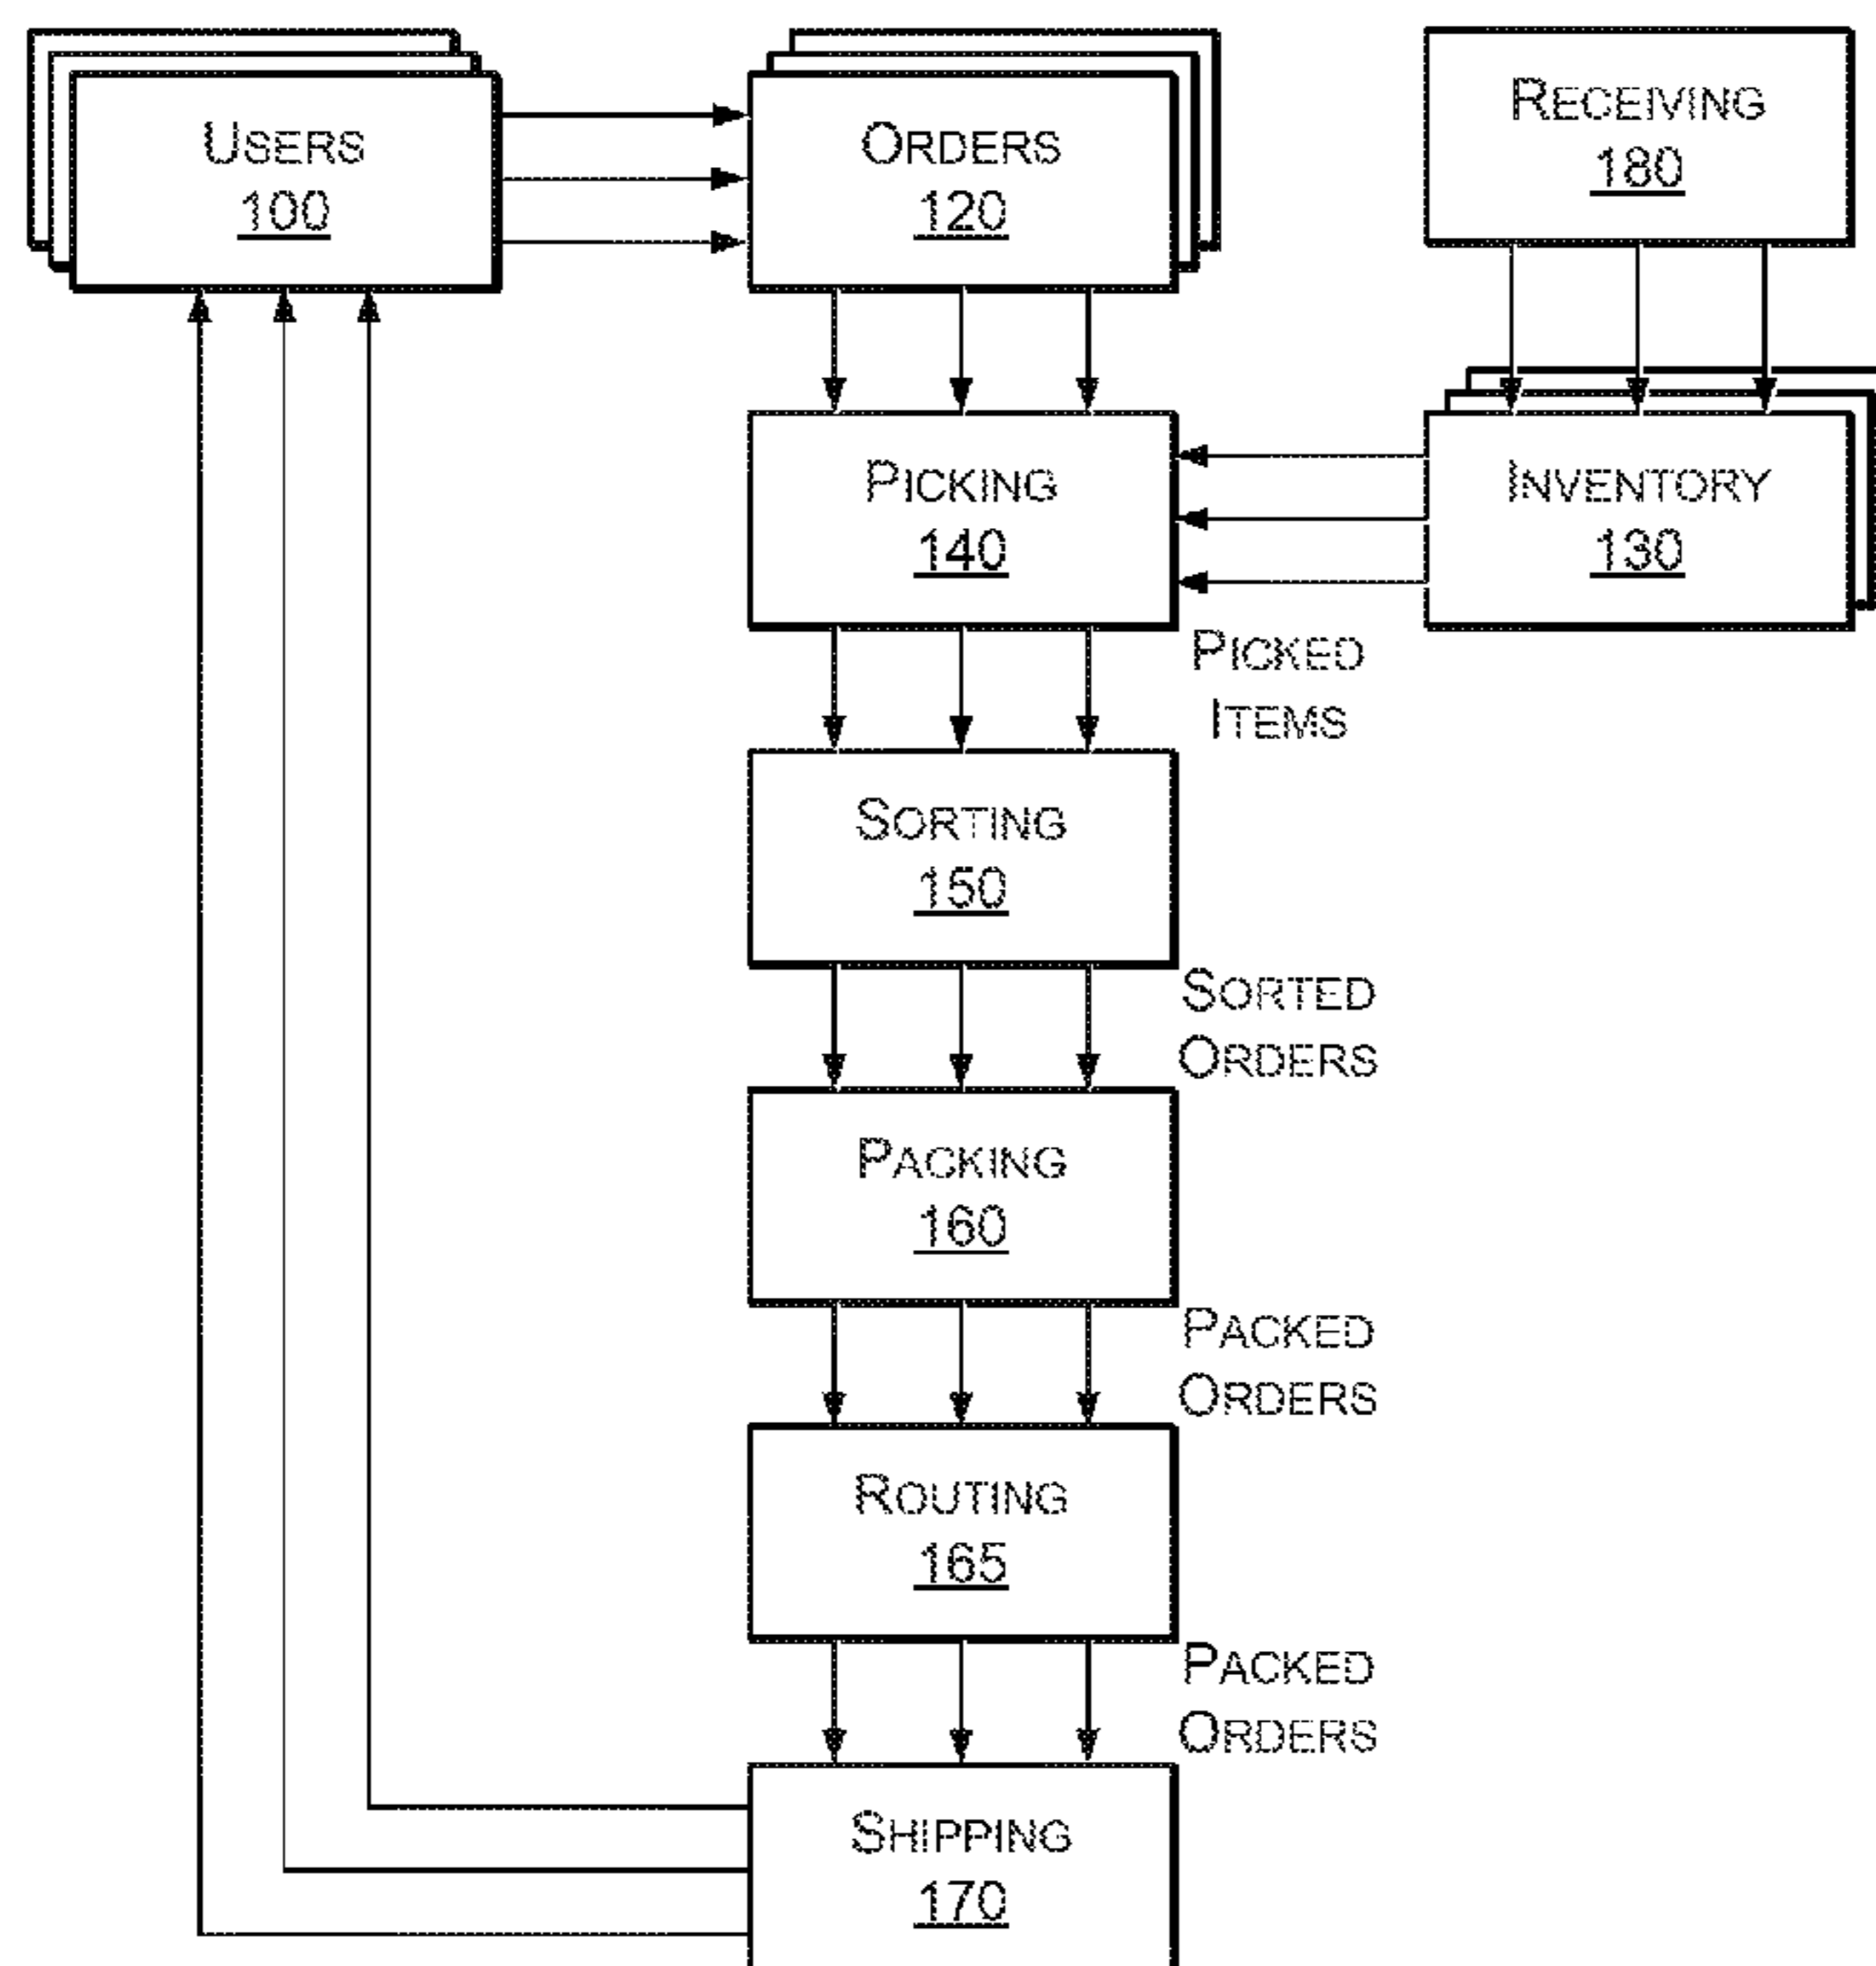 USERS
100
ORDERS
120
RECEIVING
180
PICKING
140
INVENTORY
130
PICKED
ITEMS
SORTING
150
SORTED
ORDERS
PACKING
160
PACKED
ORDERS
ROUTING
165
PACKED
ORDERS
SHIPPING
170